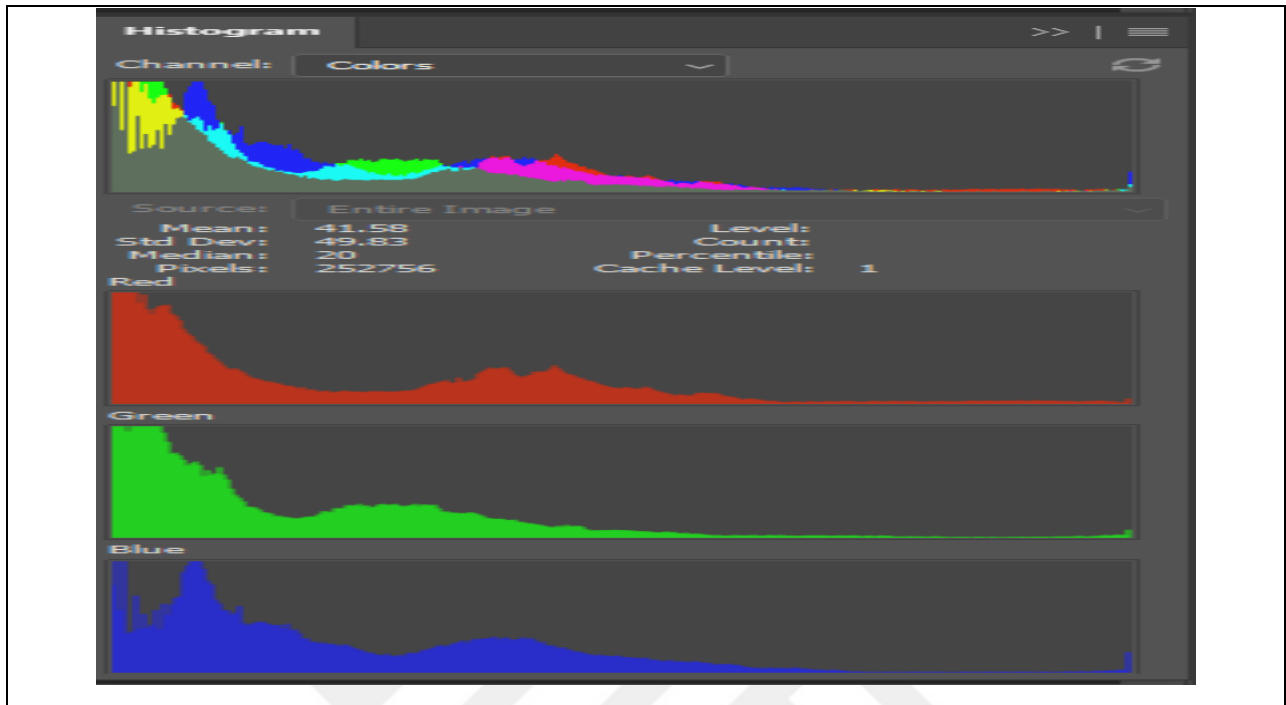 Histogram >> |
Channel: Colors
Source: Entire Image
Mean: 41.58 Level:
Std Dev: 49.83 Count:
Median: 20 Percentile:
Pixels: 252756 Cache Level: 1
Red
Green
Blue